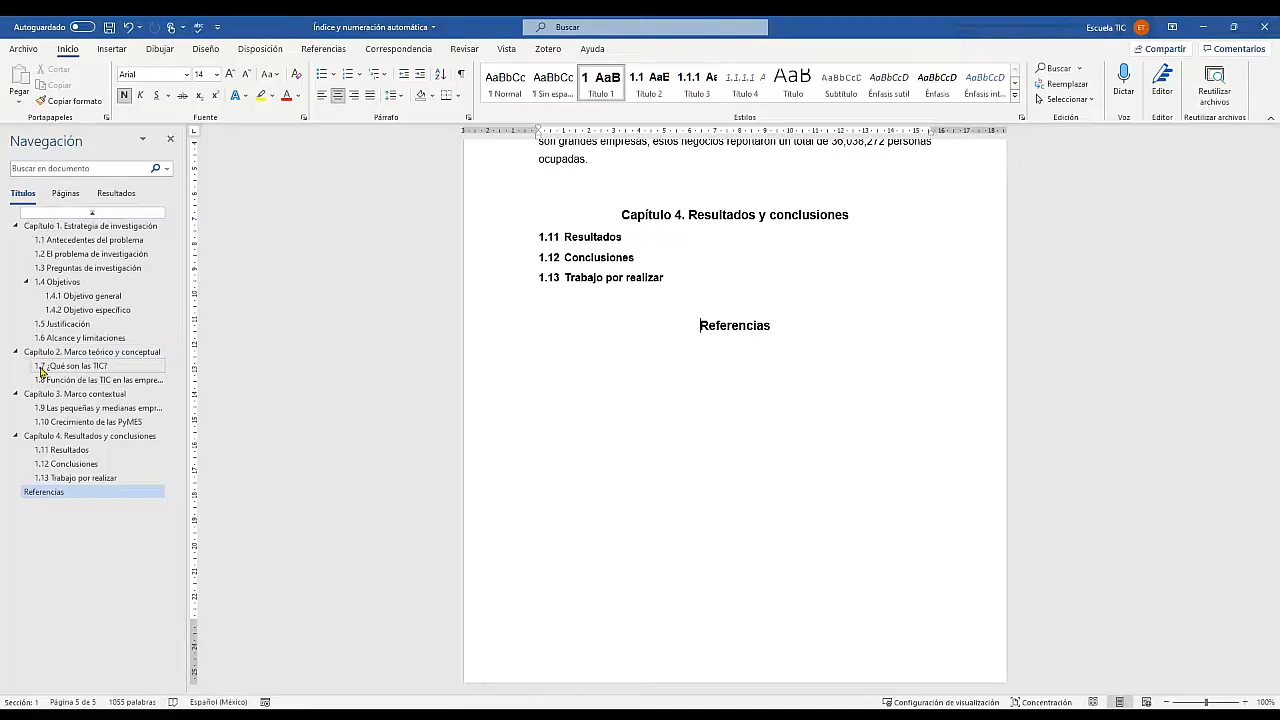 Autoguardado
Índice y numeración automática
Buscar
Escuela TIC
ET
Archivo Inicio Insertar Dibujar Diseño Disposición Referencias Correspondencia Revisar Vista Zotero Ayuda
Compartir
Comentarios
Pegar
Cortar
Copiar
Copiar formato
Portapapeles
Arial
14
Fuente
Párrafo
AaBbCc
¶ Normal
AaBbCc
¶ Sin espa...
1 AaB
Título 1
1.1 AaE
Título 2
1.1.1 Aa
Título 3
1.1.1.1 A
Título 4
AaB
Título
AaBbCc
Subtítulo
AaBbCc
Énfasis sutil
AaBbCc
Énfasis
AaBbCc
Énfasis int...
Estilos
Buscar
Reemplazar
Seleccionar
Edición
Dictar
Voz
Editor
Editor
Reutilizar
archivos
Reutilizar archivos
Navegación
Buscar en documento
Títulos Páginas Resultados
Capítulo 1. Estrategia de investigación
1.1 Antecedentes del problema
1.2 El problema de investigación
1.3 Preguntas de investigación
1.4 Objetivos
1.4.1 Objetivo general
1.4.2 Objetivo específico
1.5 Justificación
1.6 Alcance y limitaciones
Capítulo 2. Marco teórico y conceptual
1.7 ¿Qué son las TIC?
1.8 Función de las TIC en las empre...
Capítulo 3. Marco contextual
1.9 Las pequeñas y medianas empr...
1.10 Crecimiento de las PyMES
Capítulo 4. Resultados y conclusiones
1.11 Resultados
1.12 Conclusiones
1.13 Trabajo por realizar
Referencias
son grandes empresas, estos negocios reportaron un total de 36,038,272 personas
ocupadas.
Capítulo 4. Resultados y conclusiones
1.11 Resultados
1.12 Conclusiones
1.13 Trabajo por realizar
Referencias
Sección: 1 Página 5 de 5 1055 palabras Español (México)
Configuración de visualización
Concentración
100%